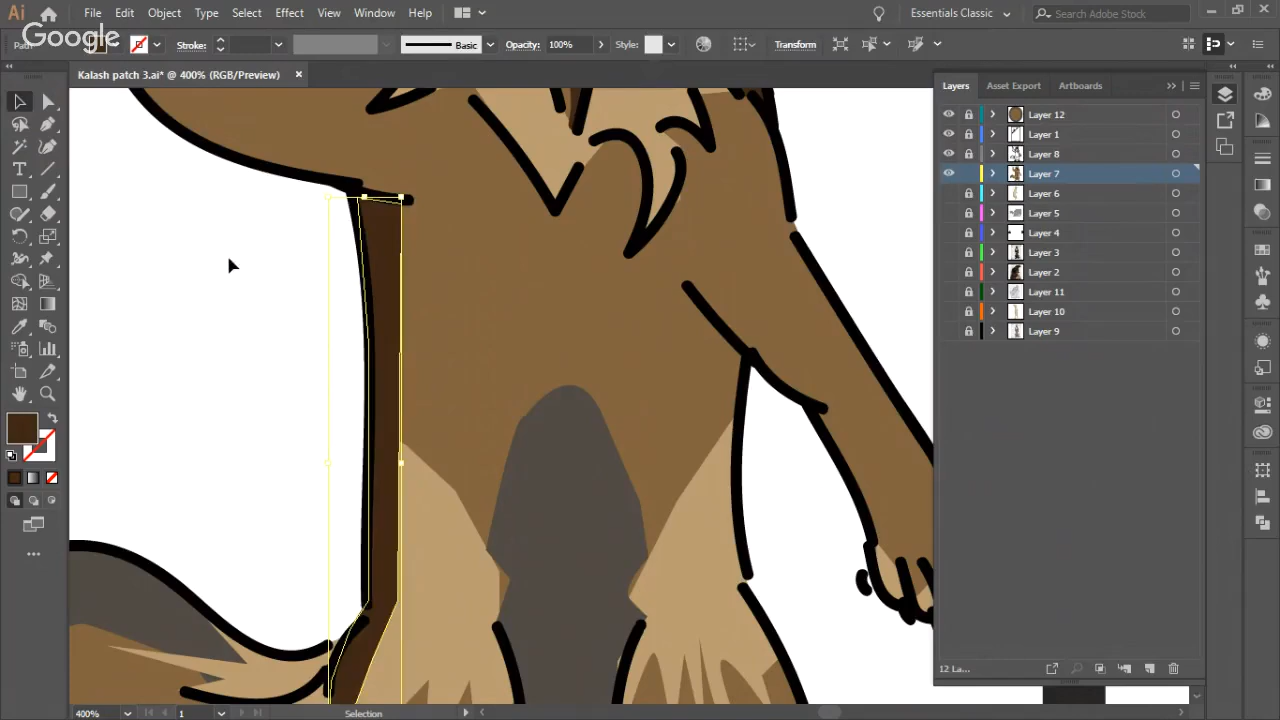 Ai File Edit Object Type Select Effect View Window Help Essentials Classic Search Adobe Stock
Google
Path Stroke: Basic Opacity: 100% Style: Transform
Kalash patch 3.ai* @ 400% (RGB/Preview) ×
Layers Asset Export Artboards
Layer 12
Layer 1
Layer 8
Layer 7
Layer 6
Layer 5
Layer 4
Layer 3
Layer 2
Layer 11
Layer 10
Layer 9
12 La...
400% 1 Selection